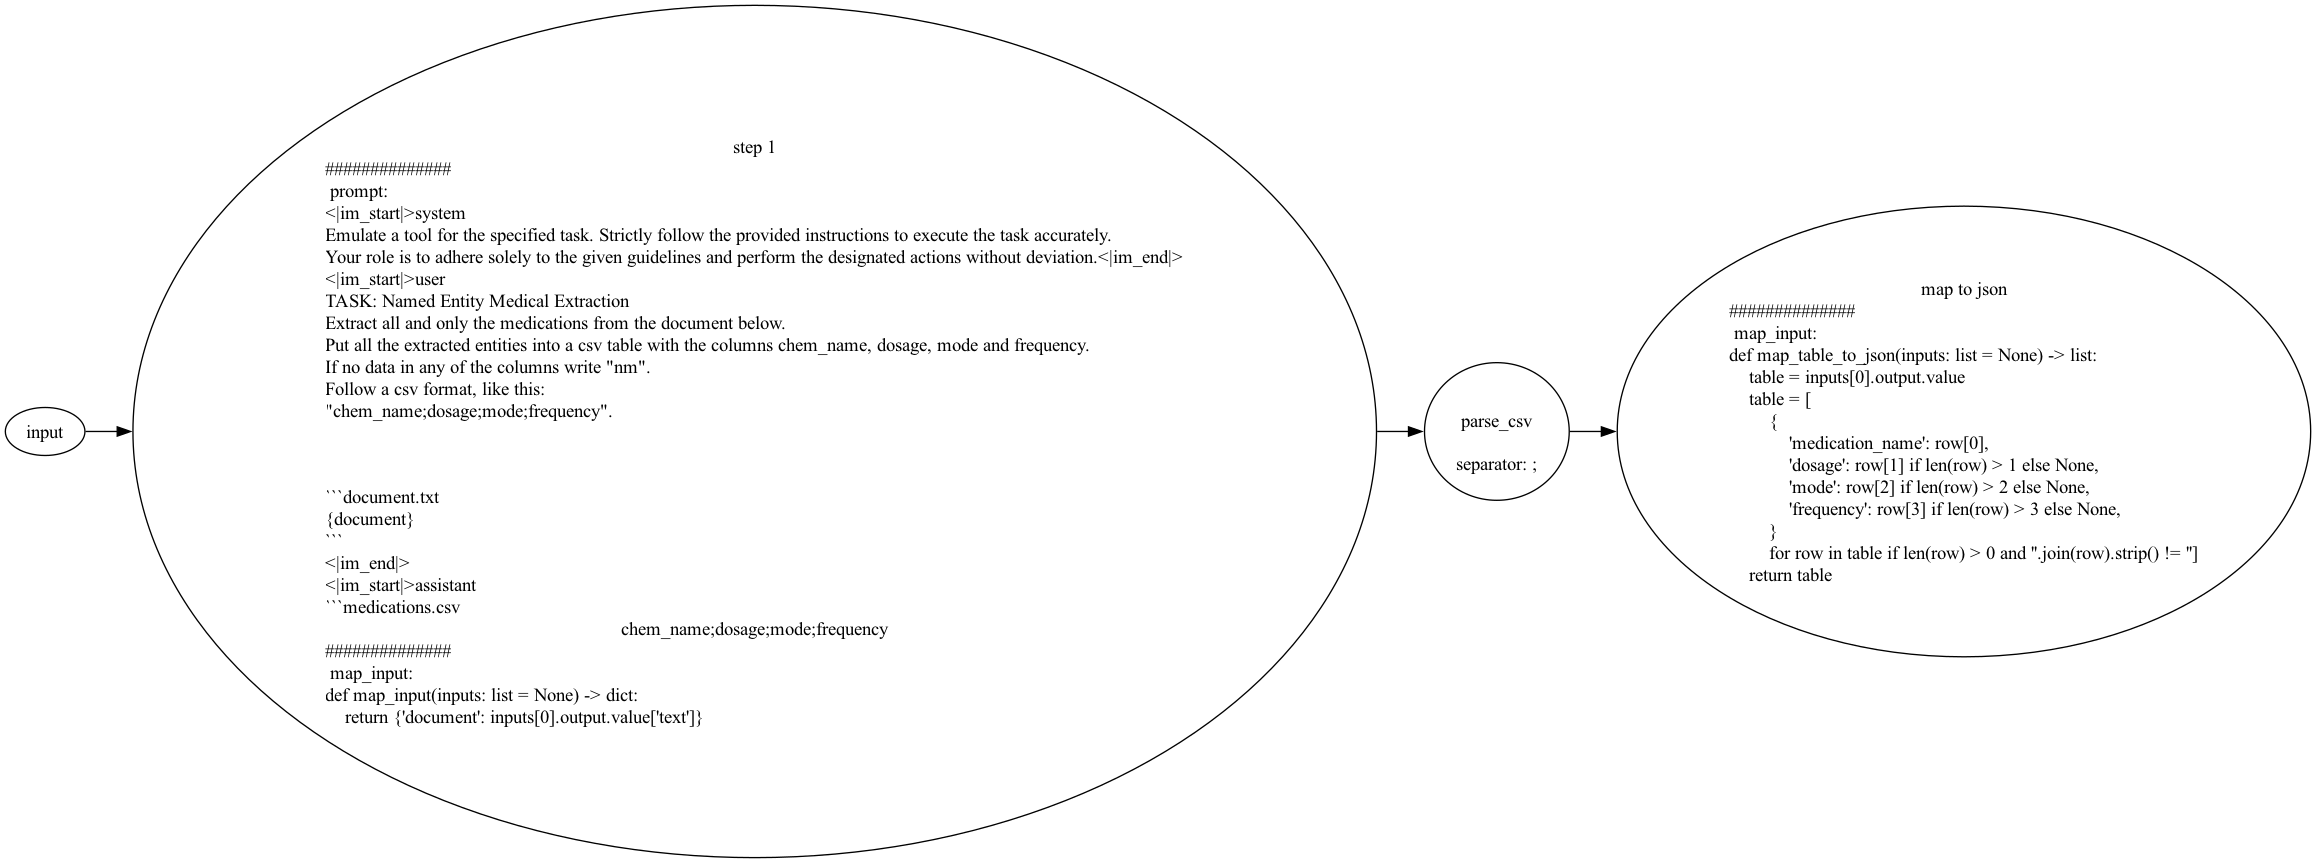 input
step 1
##############
prompt:
<|im_start|>system
Emulate a tool for the specified task. Strictly follow the provided instructions to execute the task accurately.
Your role is to adhere solely to the given guidelines and perform the designated actions without deviation.<|im_end|>
<|im_start|>user
TASK: Named Entity Medical Extraction
Extract all and only the medications from the document below.
Put all the extracted entities into a csv table with the columns chem_name, dosage, mode and frequency.
If no data in any of the columns write "nm".
Follow a csv format, like this:
"chem_name;dosage;mode;frequency".
```document.txt
{document}
```
<|im_end|>
<|im_start|>assistant
```medications.csv
chem_name;dosage;mode;frequency
##############
map_input:
def map_input(inputs: list = None) -> dict:
    return {'document': inputs[0].output.value['text']}
parse_csv
separator: ;
map to json
##############
map_input:
def map_table_to_json(inputs: list = None) -> list:
    table = inputs[0].output.value
    table = [
        {
            'medication_name': row[0],
            'dosage': row[1] if len(row) > 1 else None,
            'mode': row[2] if len(row) > 2 else None,
            'frequency': row[3] if len(row) > 3 else None,
        }
        for row in table if len(row) > 0 and ''.join(row).strip() != '']
    return table